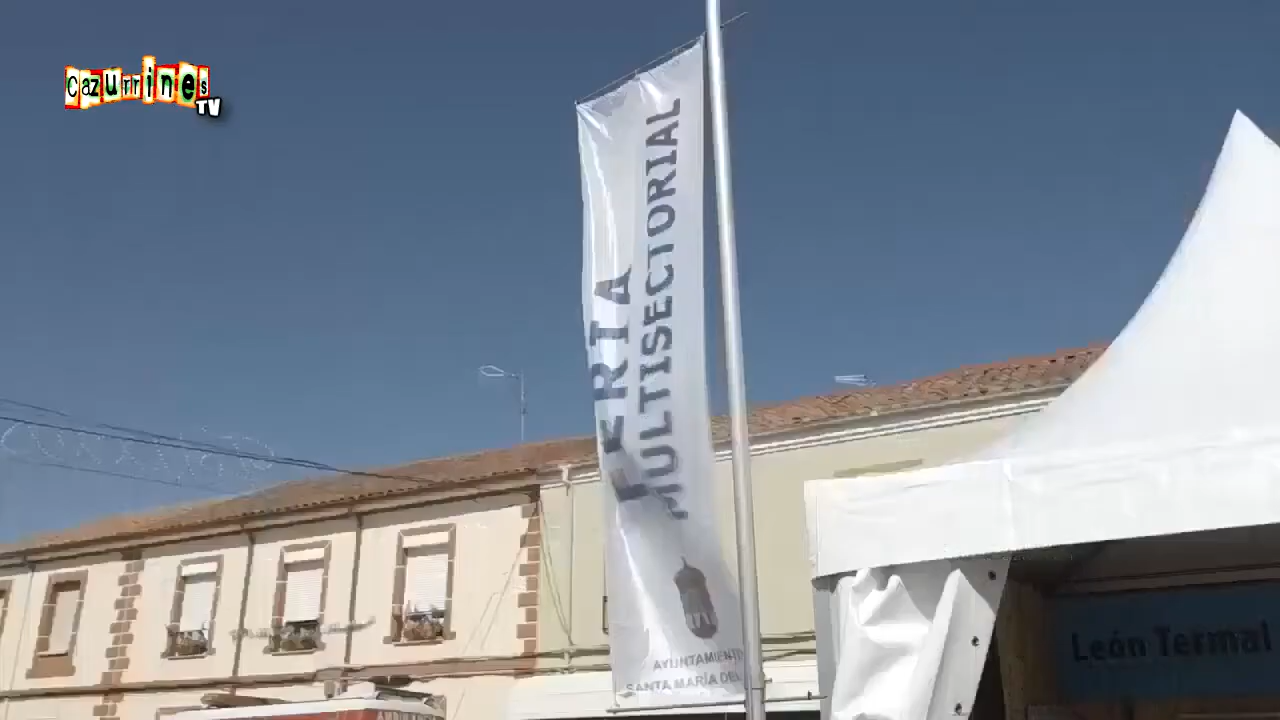 Cazurrines
TV
FERIA
MULTISECTORIAL
AYUNTAMIENTO
SANTA MARÍA DEL
León Termal